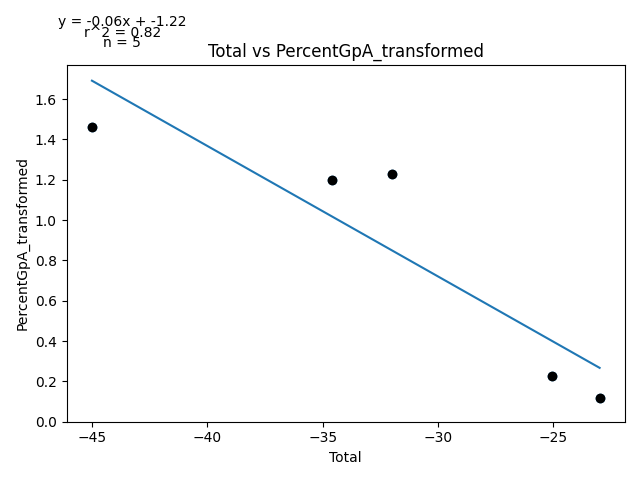 y = -0.06x + -1.22
r^2 = 0.82
n = 5
Total vs PercentGpA_transformed
PercentGpA_transformed
1.6
1.4
1.2
1.0
0.8
0.6
0.4
0.2
0.0
−45
−40
−35
−30
−25
Total